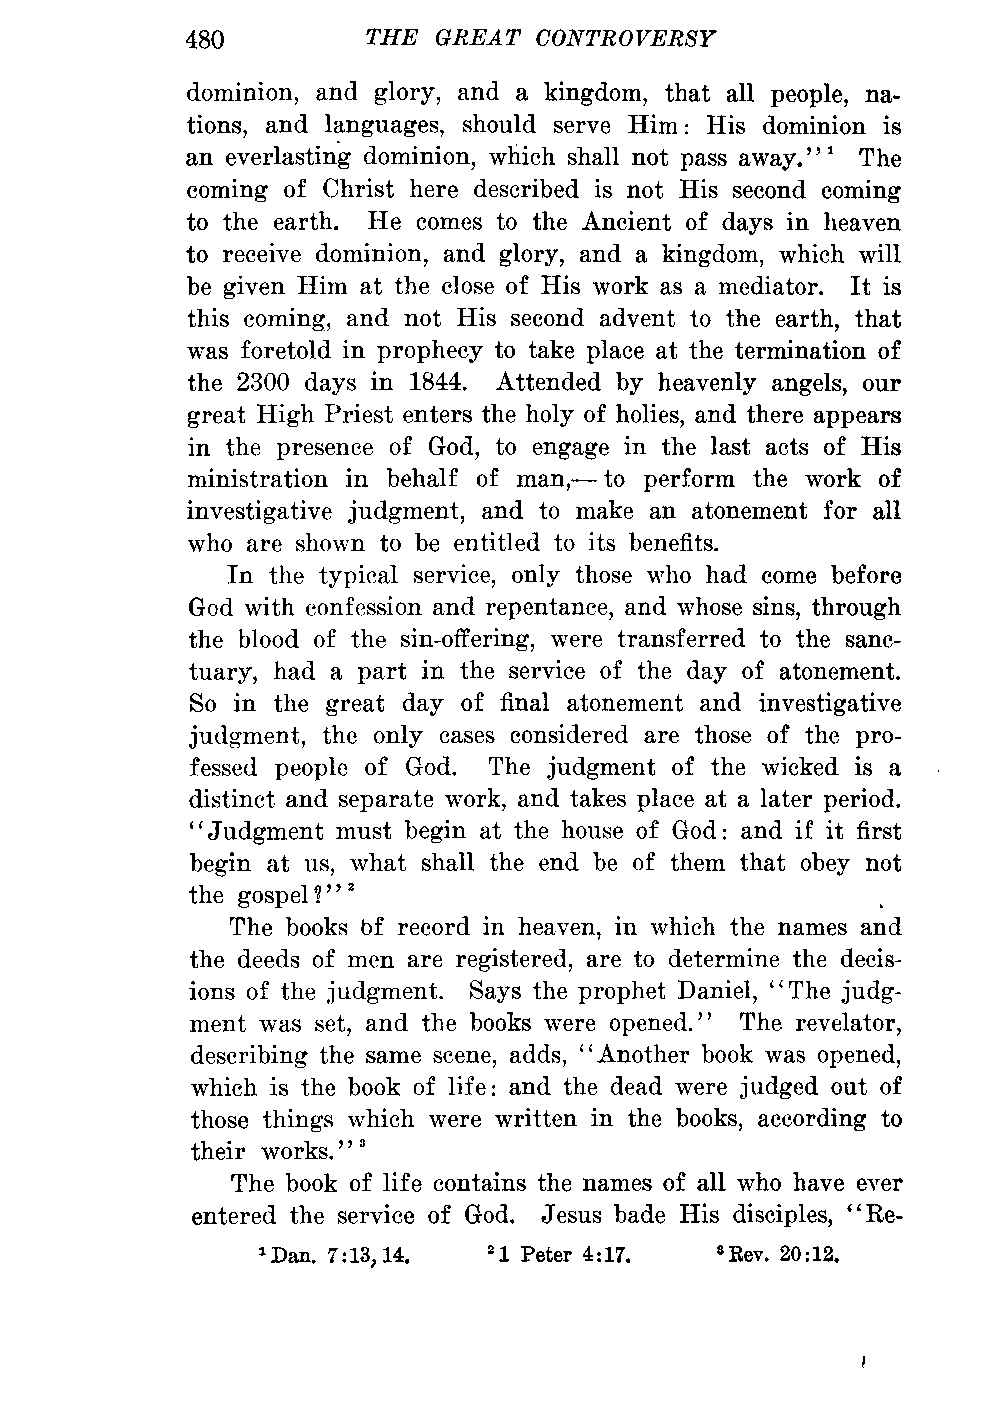 480 THE GREAT CONTROVERSY
dominion, and glory, and a kingdom, that all people, na-
tions, and languages, should serve Him: His dominion is
an everlasting dominion, which shall not pass away.''¹ The
coming of Christ here described is not His second coming
to the earth. He comes to the Ancient of days in heaven
to receive dominion, and glory, and a kingdom, which will
be given Him at the close of His work as a mediator. It is
this coming, and not His second advent to the earth, that
was foretold in prophecy to take place at the termination of
the 2300 days in 1844. Attended by heavenly angels, our
great High Priest enters the holy of holies, and there appears
in the presence of God, to engage in the last acts of His
ministration in behalf of man,— to perform the work of
investigative judgment, and to make an atonement for all
who are shown to be entitled to its benefits.
In the typical service, only those who had come before
God with confession and repentance, and whose sins, through
the blood of the sin-offering, were transferred to the sanc-
tuary, had a part in the service of the day of atonement.
So in the great day of final atonement and investigative
judgment, the only cases considered are those of the pro-
fessed people of God. The judgment of the wicked is a
distinct and separate work, and takes place at a later period.
''Judgment must begin at the house of God: and if it first
begin at us, what shall the end be of them that obey not
the gospel?''²
The books of record in heaven, in which the names and
the deeds of men are registered, are to determine the decis-
ions of the judgment. Says the prophet Daniel, ''The judg-
ment was set, and the books were opened.'' The revelator,
describing the same scene, adds, ''Another book was opened,
which is the book of life: and the dead were judged out of
those things which were written in the books, according to
their works.''³
The book of life contains the names of all who have ever
entered the service of God. Jesus bade His disciples, ''Re-
¹Dan. 7:13,14. ²1 Peter 4:17. ³Rev. 20:12.